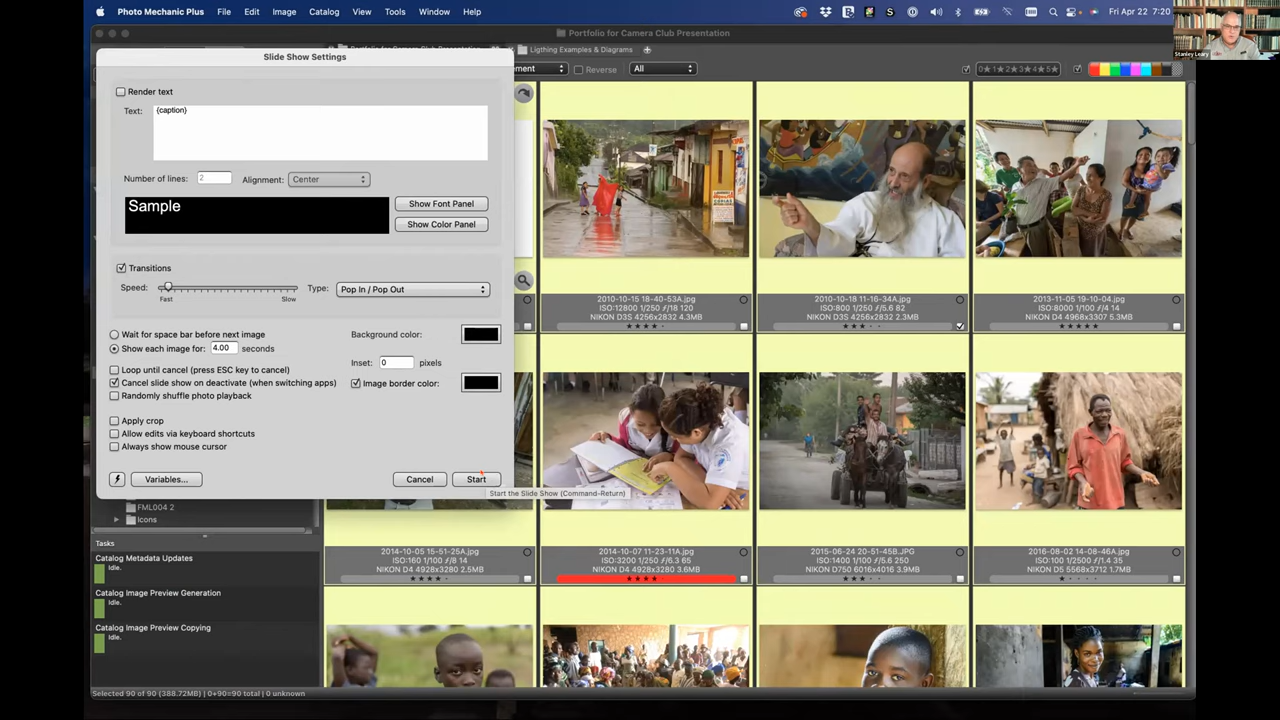 Photo Mechanic Plus File Edit Image Catalog View Tools Window Help
Fri Apr 22 7:20
Portfolio for Camera Club Presentation
Stanley Leary
Slide Show Settings
Ligthing Examples & Diagrams
Reverse
All
Render text
Text:
{caption}
Number of lines: 2
Alignment: Center
Sample
Show Font Panel
Show Color Panel
Transitions
Speed:
Fast
Slow
Type: Pop In / Pop Out
Wait for space bar before next image
Show each image for: 4.00 seconds
Loop until cancel (press ESC key to cancel)
Cancel slide show on deactivate (when switching apps)
Randomly shuffle photo playback
Background color:
Inset: 0 pixels
Image border color:
Apply crop
Allow edits via keyboard shortcuts
Always show mouse cursor
Variables...
Cancel
Start
Start the Slide Show (Command-Return)
2010-10-15 18-40-53A.jpg
ISO:12800 1/250 ƒ/18 120
NIKON D3S 4256x2832 4.3MB
2010-10-18 11-16-34A.jpg
ISO:800 1/250 ƒ/5.6 82
NIKON D3S 4256x2832 2.3MB
2013-11-05 19-10-04.jpg
ISO:8000 1/100 ƒ/4 14
NIKON D4 4968x3307 5.3MB
FML004 2
Icons
Tasks
Catalog Metadata Updates
Idle.
Catalog Image Preview Generation
Idle.
Catalog Image Preview Copying
Idle.
2014-10-05 15-51-25A.jpg
ISO:160 1/100 ƒ/8 14
NIKON D4 4928x3280 2.5MB
2014-10-07 11-23-11A.jpg
ISO:3200 1/250 ƒ/6.3 65
NIKON D4 4928x3280 3.6MB
2015-06-24 20-51-45B.JPG
ISO:1400 1/100 ƒ/5.6 250
NIKON D750 6016x4016 3.9MB
2016-08-02 14-08-46A.jpg
ISO:100 1/250 ƒ/1.4 35
NIKON D5 5568x3712 1.7MB
Selected 90 of 90 (388.72MB) | 0+90=90 total | 0 unknown